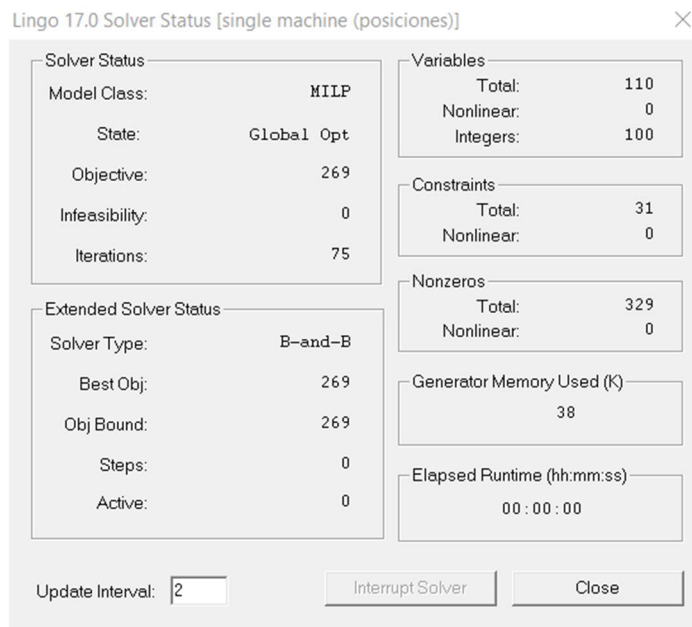 Lingo 17.0 Solver Status [single machine (posiciones)]
Solver Status
Model Class: MILP
State: Global Opt
Objective: 269
Infeasibility: 0
Iterations: 75
Extended Solver Status
Solver Type: B-and-B
Best Obj: 269
Obj Bound: 269
Steps: 0
Active: 0
Variables
Total: 110
Nonlinear: 0
Integers: 100
Constraints
Total: 31
Nonlinear: 0
Nonzeros
Total: 329
Nonlinear: 0
Generator Memory Used (K)
38
Elapsed Runtime (hh:mm:ss)
00:00:00
Update Interval: 2
Interrupt Solver
Close